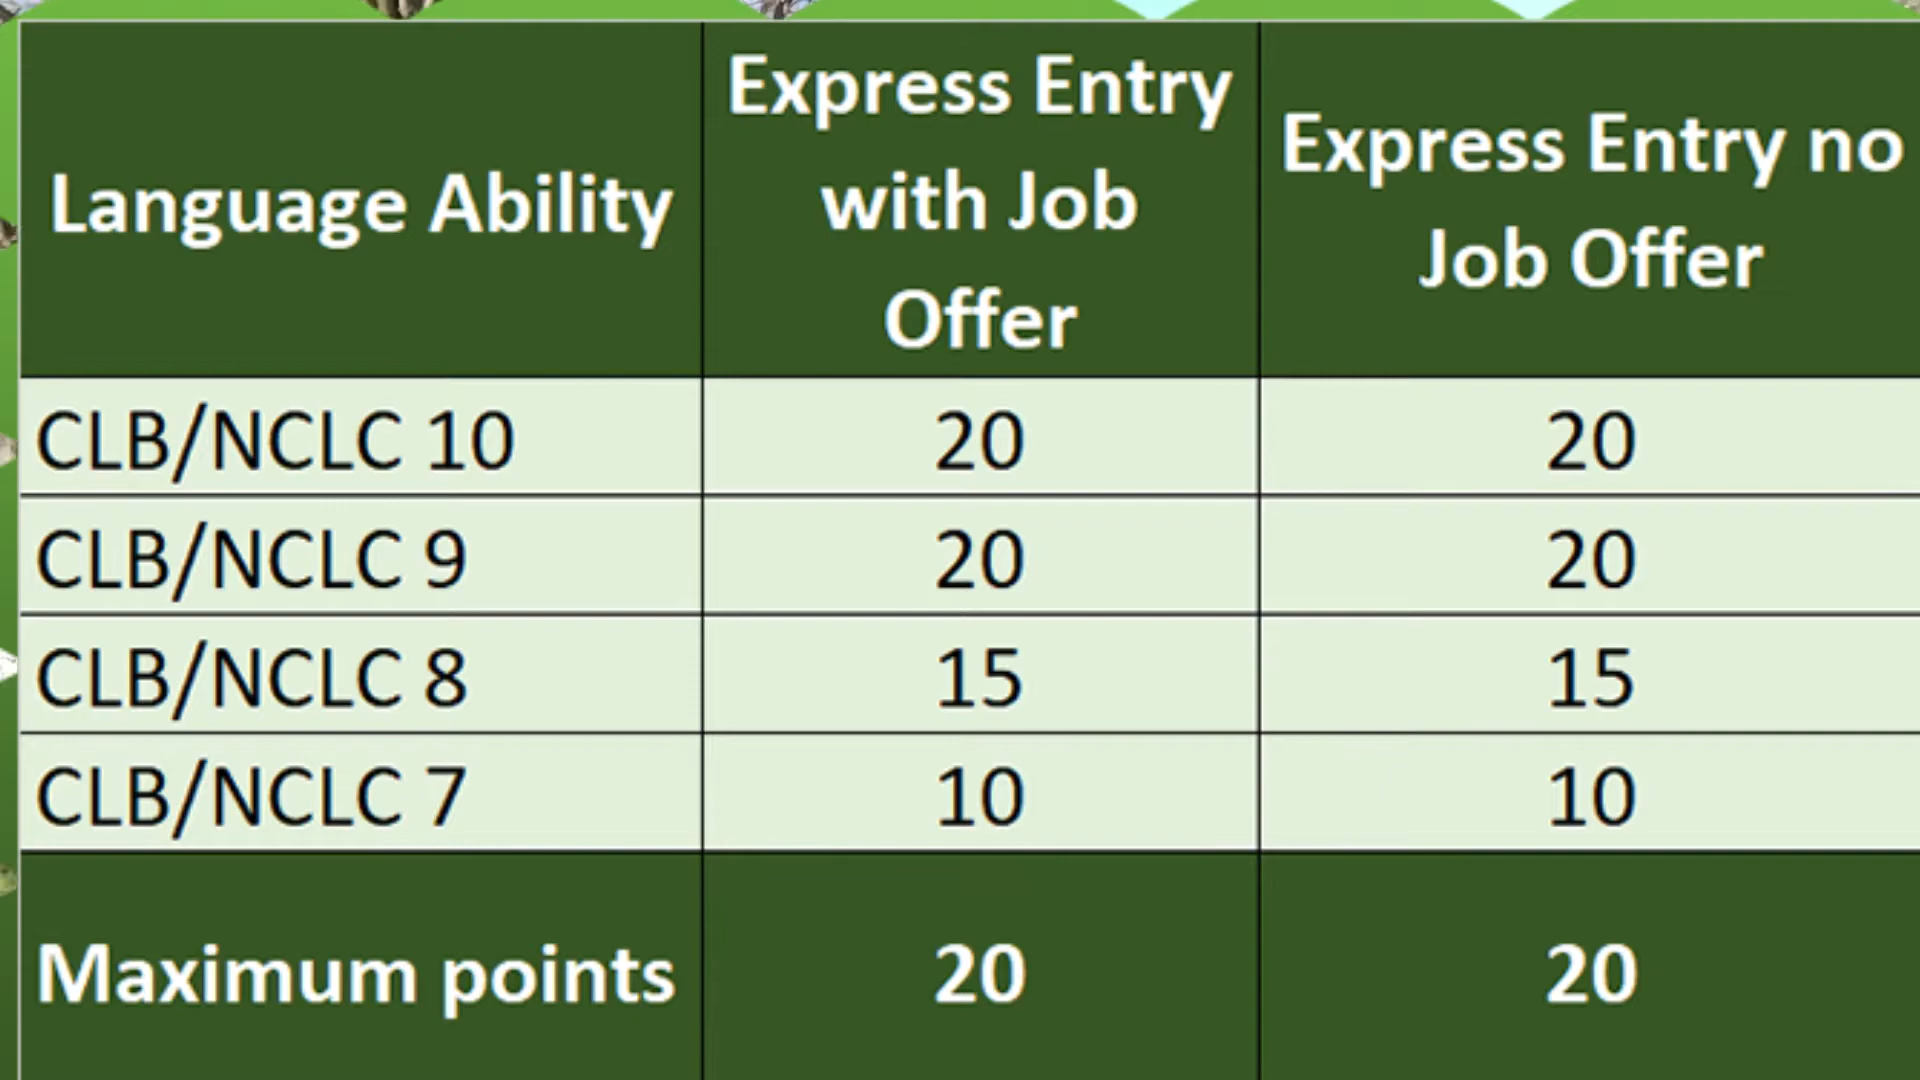 Language Ability
Express Entry
with Job
Offer
Express Entry no
Job Offer
CLB/NCLC 10 20 20
CLB/NCLC 9 20 20
CLB/NCLC 8 15 15
CLB/NCLC 7 10 10
Maximum points 20 20